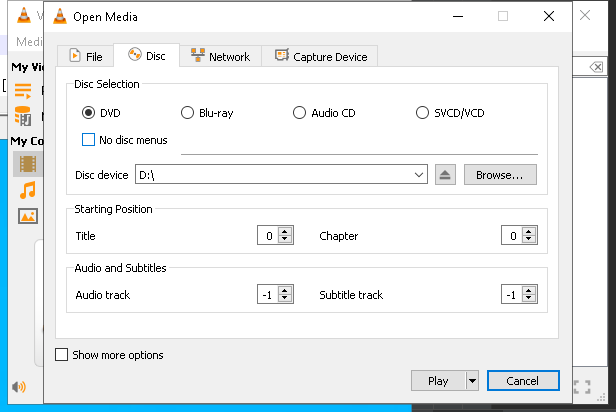 Open Media
Medi
File
Disc
Network
Capture Device
My Vi
My Co
Disc Selection
DVD
Blu-ray
Audio CD
SVCD/VCD
No disc menus
Disc device
D:\
Browse...
Starting Position
Title
0
Chapter
0
Audio and Subtitles
Audio track
-1
Subtitle track
-1
Show more options
Play
Cancel